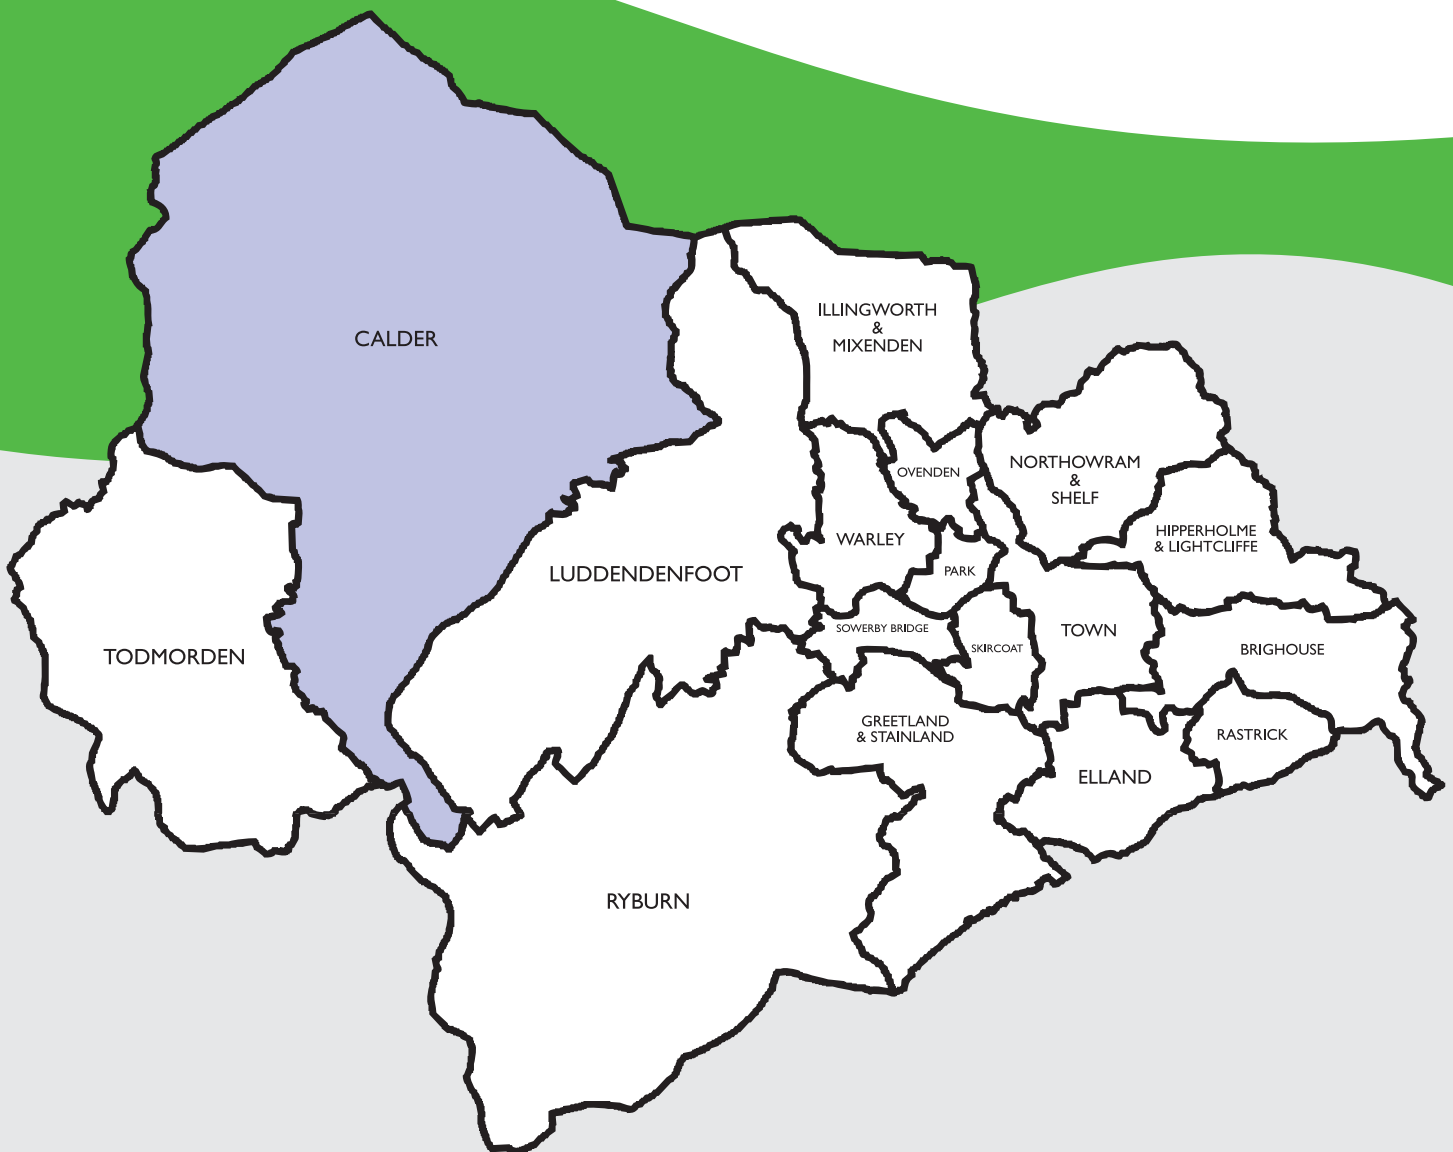 ILLINGWORTH
&
MIXENDEN
CALDER
NORTHOWRAM
&
SHELF
OVENDEN
HIPPERHOLME
& LIGHTCLIFFE
WARLEY
PARK
LUDDENDENFOOT
SOWERBY BRIDGE
TOWN
SKIRCOAT
BRIGHOUSE
TODMORDEN
GREETLAND
& STAINLAND
RASTRICK
ELLAND
RYBURN